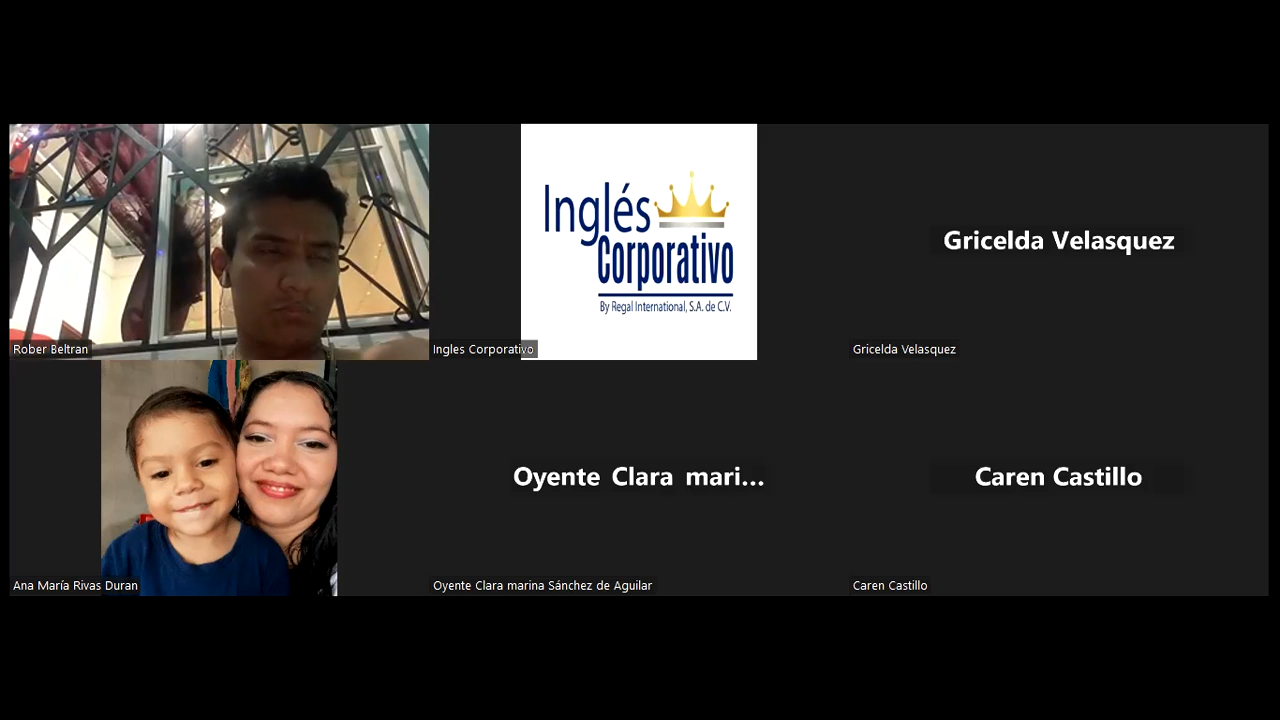 Inglés
Corporativo
By Regal International, S.A. de C.V.
Gricelda Velasquez
Rober Beltran
Ingles Corporativo
Gricelda Velasquez
Oyente Clara mari...
Caren Castillo
Ana María Rivas Duran
Oyente Clara marina Sánchez de Aguilar
Caren Castillo